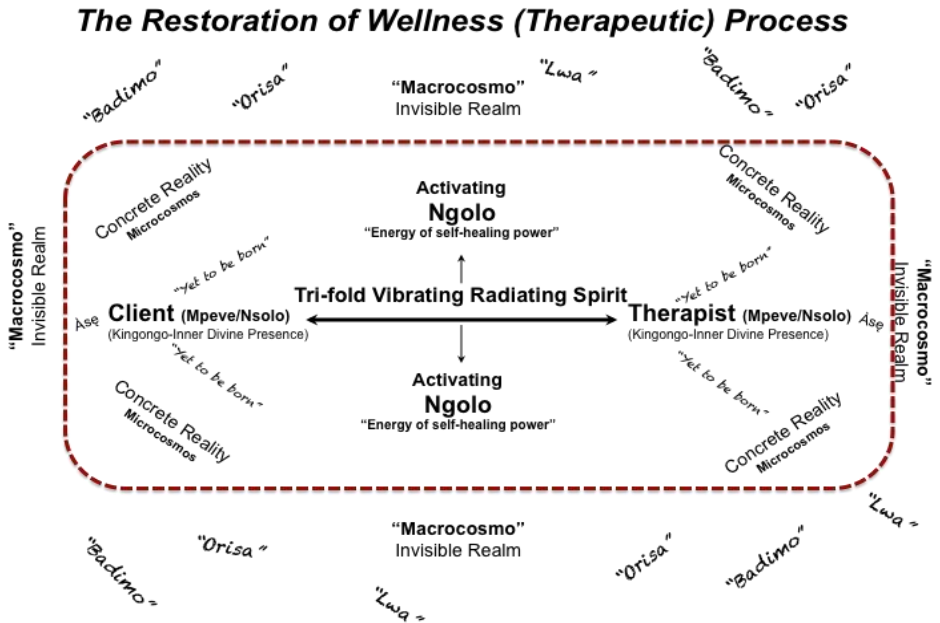 The Restoration of Wellness (Therapeutic) Process
“Badimo”
“Orisa”
“Macrocosmo”
Invisible Realm
“Lwa”
“Badimo”
“Orisa”
Concrete Reality
Microcosmos
Activating
Ngolo
“Energy of self-healing power”
Concrete Reality
Microcosmos
“Macrocosmo”
Invisible Realm
“Yet to be born”
“Yet to be born”
“Macrocosmo”
Invisible Realm
Tri-fold Vibrating Radiating Spirit
Àsẹ Client (Mpeve/Nsolo)
(Kingongo-Inner Divine Presence)
Therapist (Mpeve/Nsolo) Àsẹ
(Kingongo-Inner Divine Presence)
“Yet to be born”
“Yet to be born”
Activating
Ngolo
“Energy of self-healing power”
Concrete Reality
Microcosmos
Concrete Reality
Microcosmos
“Lwa”
“Badimo”
“Orisa”
“Macrocosmo”
Invisible Realm
“Orisa”
“Badimo”
“Lwa”